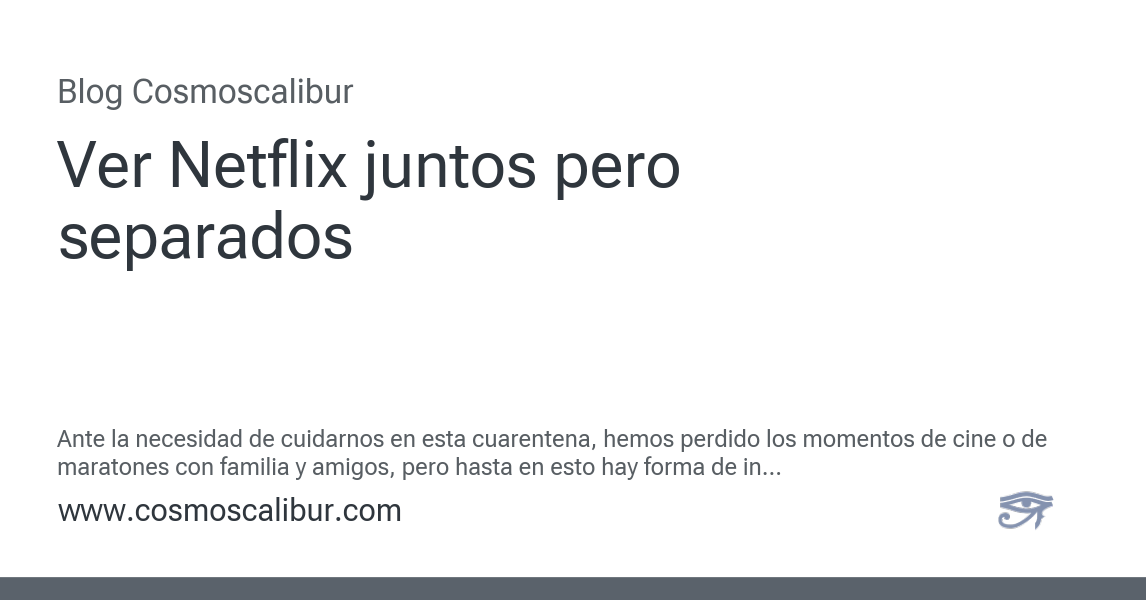 Blog Cosmoscalibur
Ver Netflix juntos pero
separados
Ante la necesidad de cuidarnos en esta cuarentena, hemos perdido los momentos de cine o de
maratones con familia y amigos, pero hasta en esto hay forma de in...
www.cosmoscalibur.com